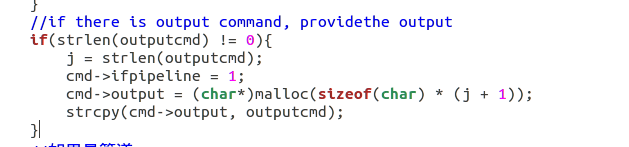 }
//if there is output command, providethe output
if(strlen(outputcmd) != 0){
j = strlen(outputcmd);
cmd->ifpipeline = 1;
cmd->output = (char*)malloc(sizeof(char) * (j + 1));
strcpy(cmd->output, outputcmd);
}